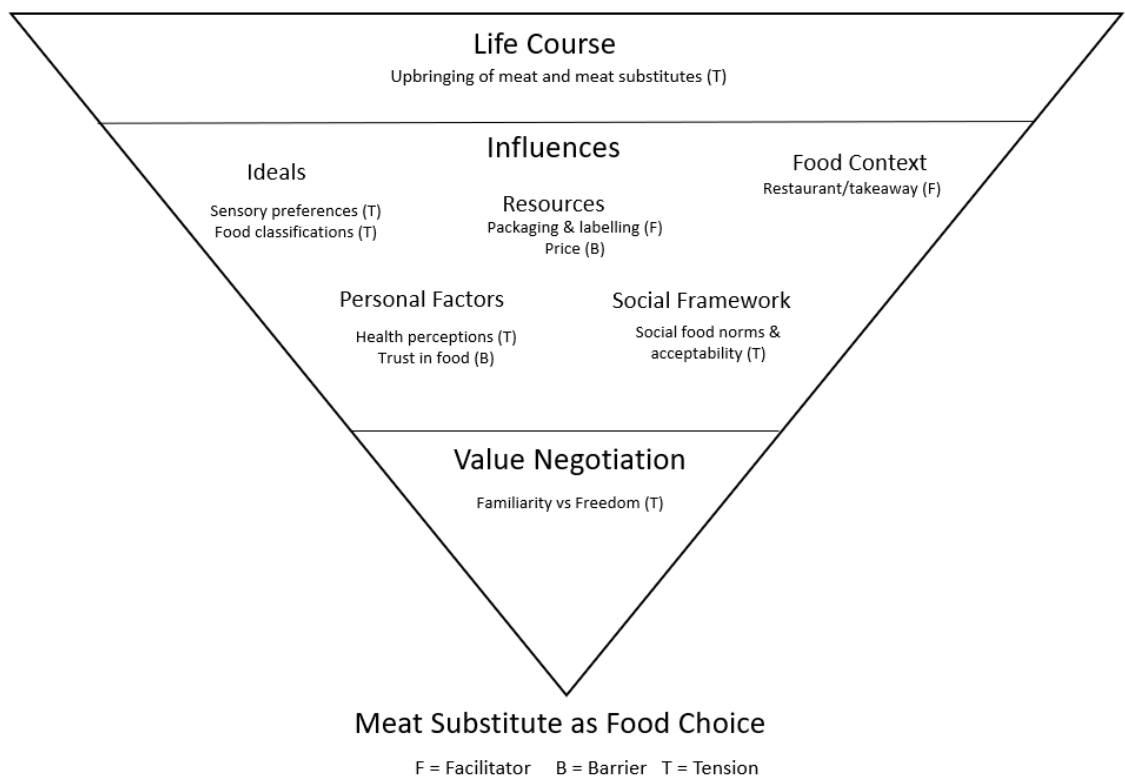 Life Course
Upbringing of meat and meat substitutes (T)
Influences
Ideals
Sensory preferences (T)
Food classifications (T)
Resources
Packaging & labelling (F)
Price (B)
Food Context
Restaurant/takeaway (F)
Personal Factors
Health perceptions (T)
Trust in food (B)
Social Framework
Social food norms &
acceptability (T)
Value Negotiation
Familiarity vs Freedom (T)
Meat Substitute as Food Choice
F = Facilitator B = Barrier T = Tension